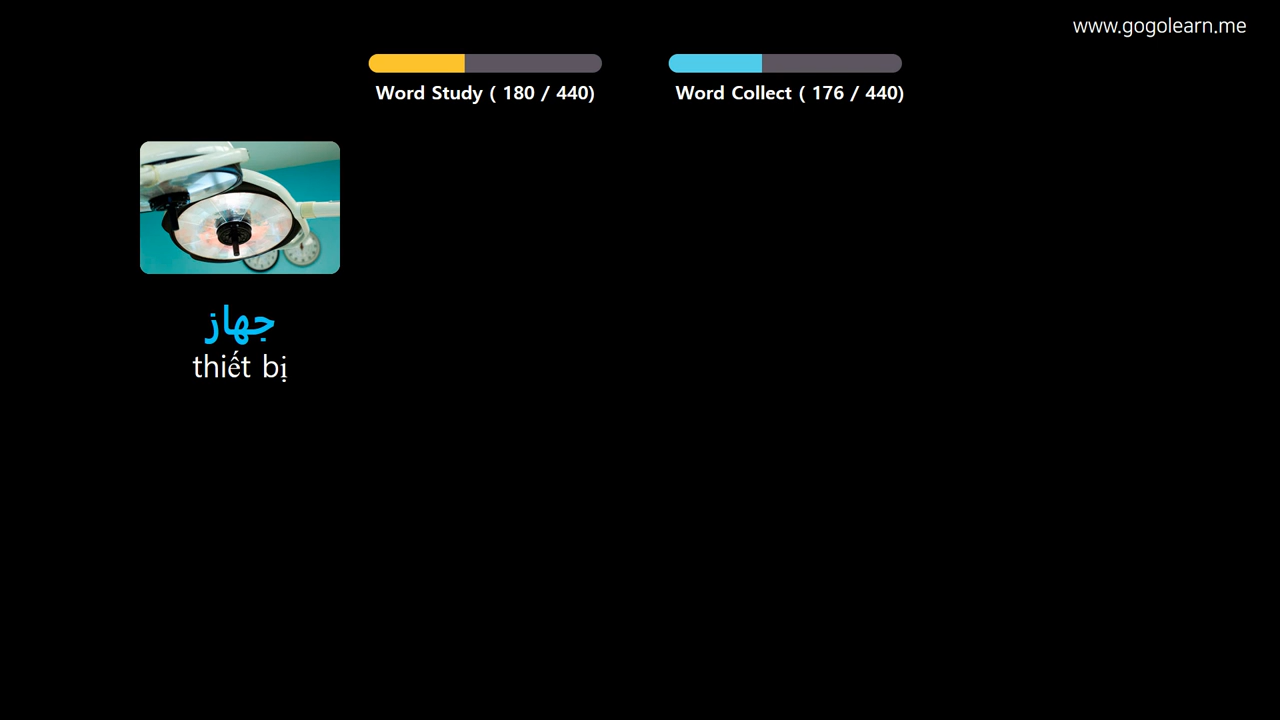 www.gogolearn.me
Word Study ( 180 / 440)
Word Collect ( 176 / 440)
جهاز
thiết bị